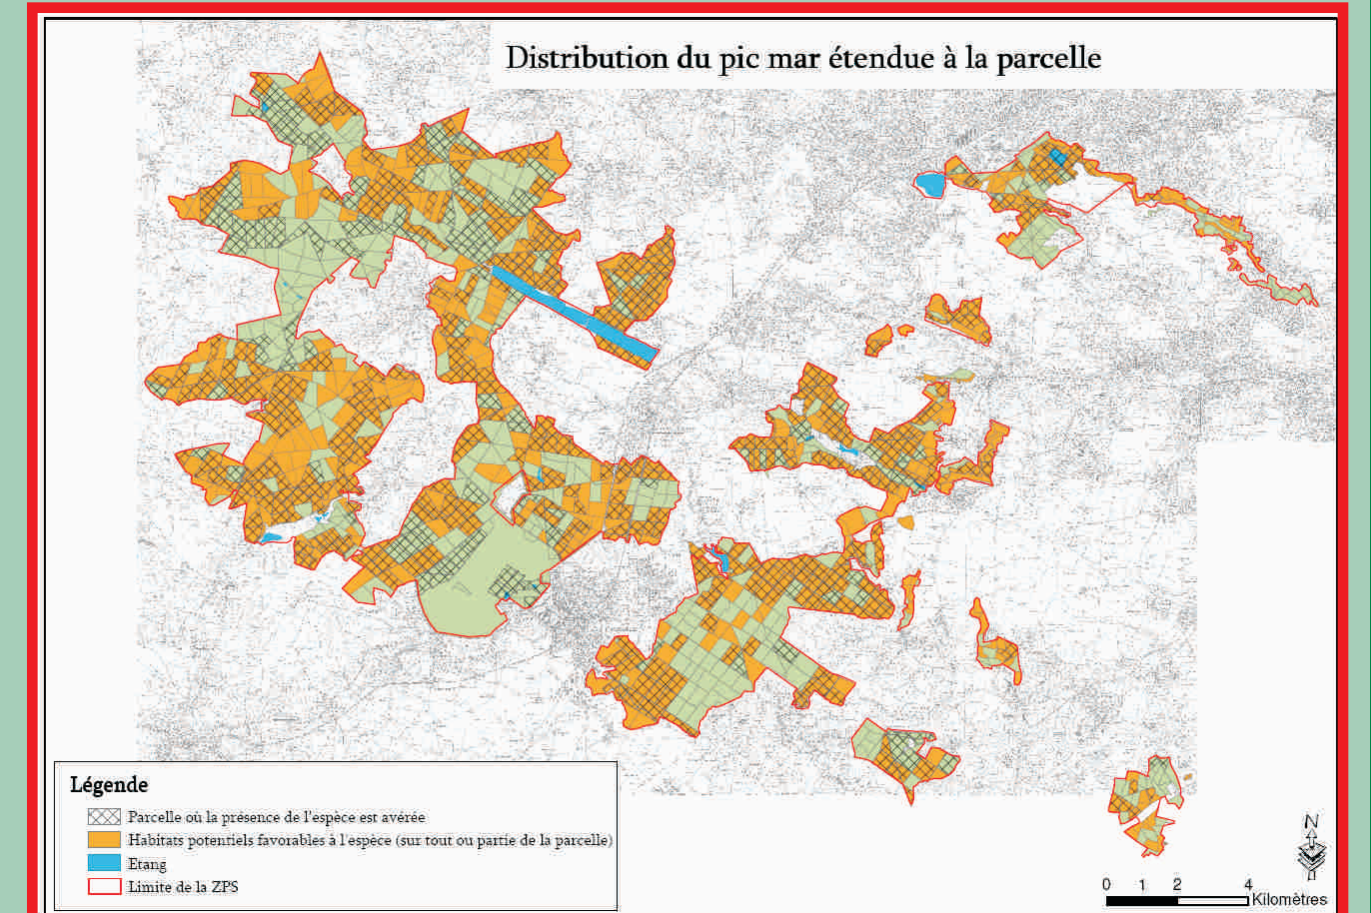 Distribution du pic mar étendue à la parcelle
Légende
Parcelle où la présence de l'espèce est avérée
Habitats potentiels favorables à l'espèce (sur tout ou partie de la parcelle)
Etang
Limite de la ZPS
N
0 1 2 4
Kilomètres